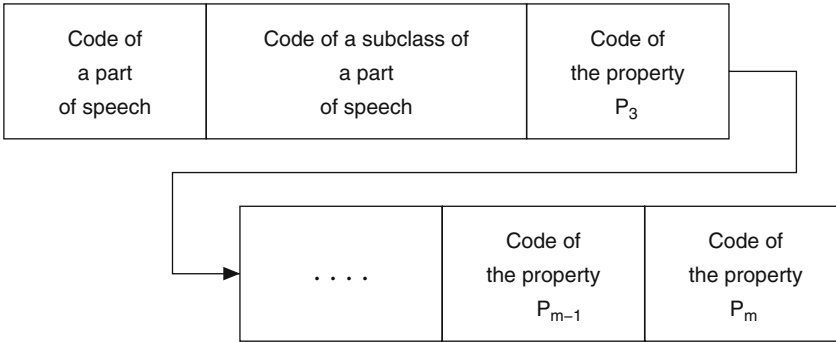 Code of
a part
of speech
Code of a subclass of
a part
of speech
Code of
the property
P₃
. . . .
Code of
the property
Pₘ₋₁
Code of
the property
Pₘ